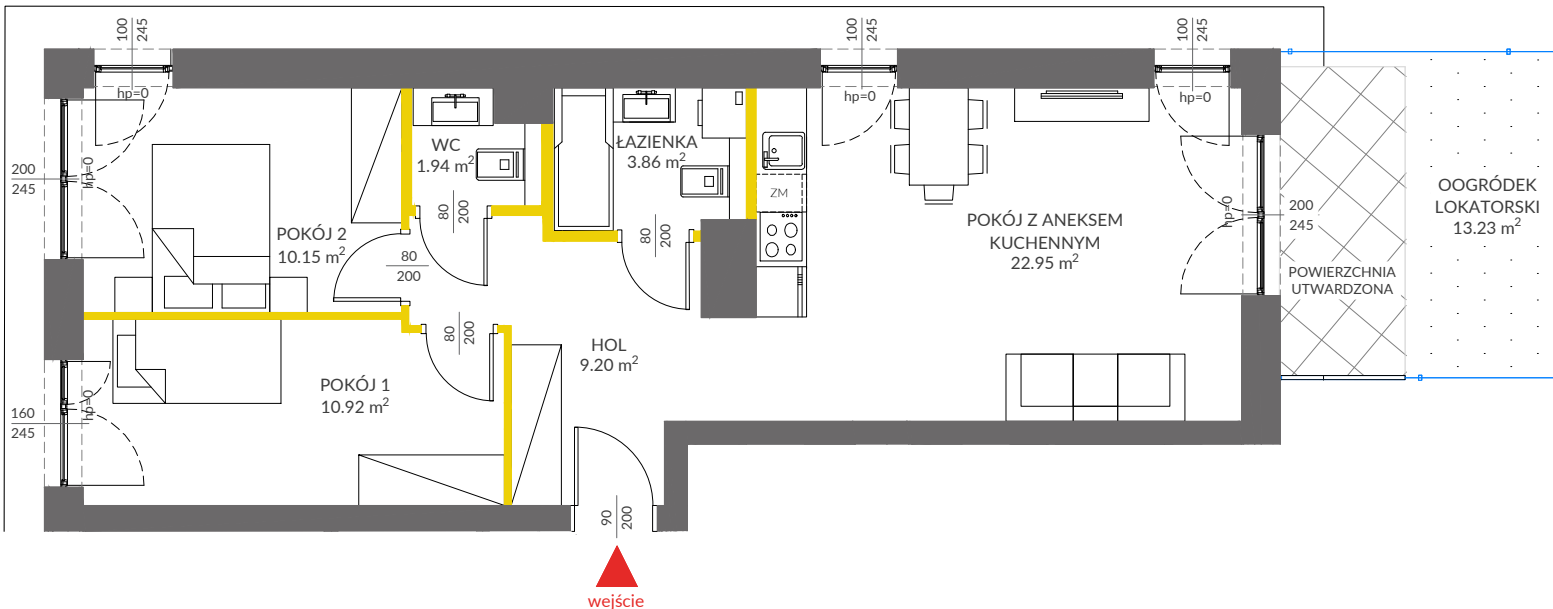 100
245
100
245
100
245
hp=0
hp=0
hp=0
WC
1.94 m²
ŁAZIENKA
3.86 m²
200
245
hp=0
ZM
80
200
80
200
POKÓJ 2
10.15 m²
80
200
POKÓJ Z ANEKSEM
KUCHENNYM
22.95 m²
hp=0
200
245
OOGRÓDEK
LOKATORSKI
13.23 m²
POWIERZCHNIA
UTWARDZONA
80
200
HOL
9.20 m²
POKÓJ 1
10.92 m²
160
245
hp=0
90
200
wejście